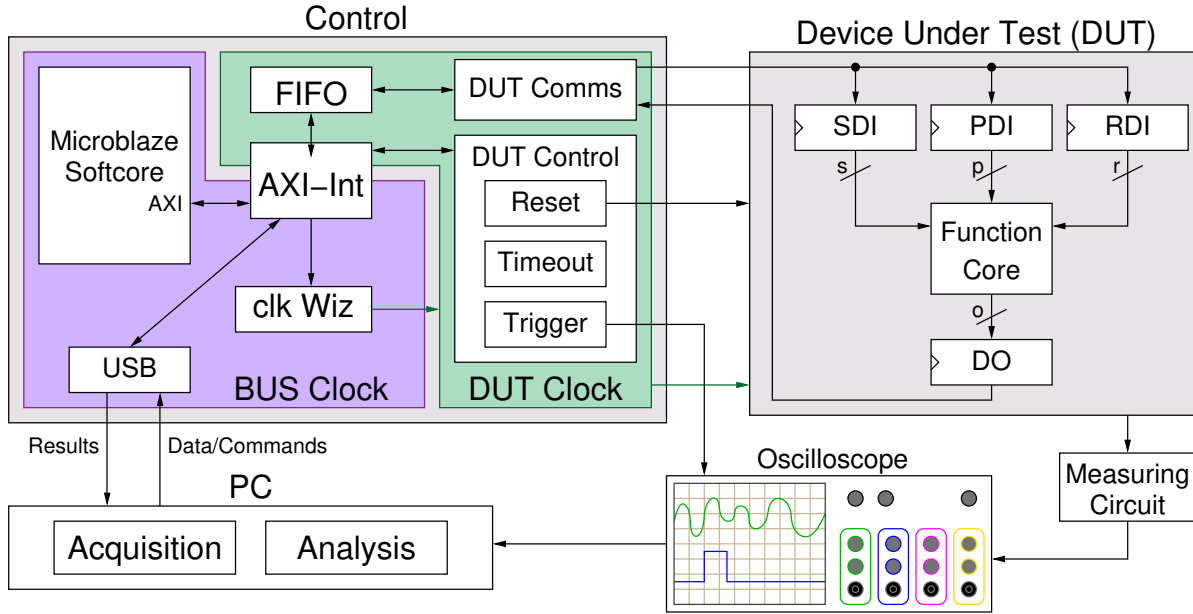 Control
Device Under Test (DUT)
Microblaze
Softcore
AXI
FIFO
AXI–Int
clk Wiz
USB
BUS Clock
DUT Comms
DUT Control
Reset
Timeout
Trigger
DUT Clock
SDI
PDI
RDI
s
p
r
Function
Core
o
DO
Results
Data/Commands
PC
Acquisition
Analysis
Oscilloscope
Measuring
Circuit